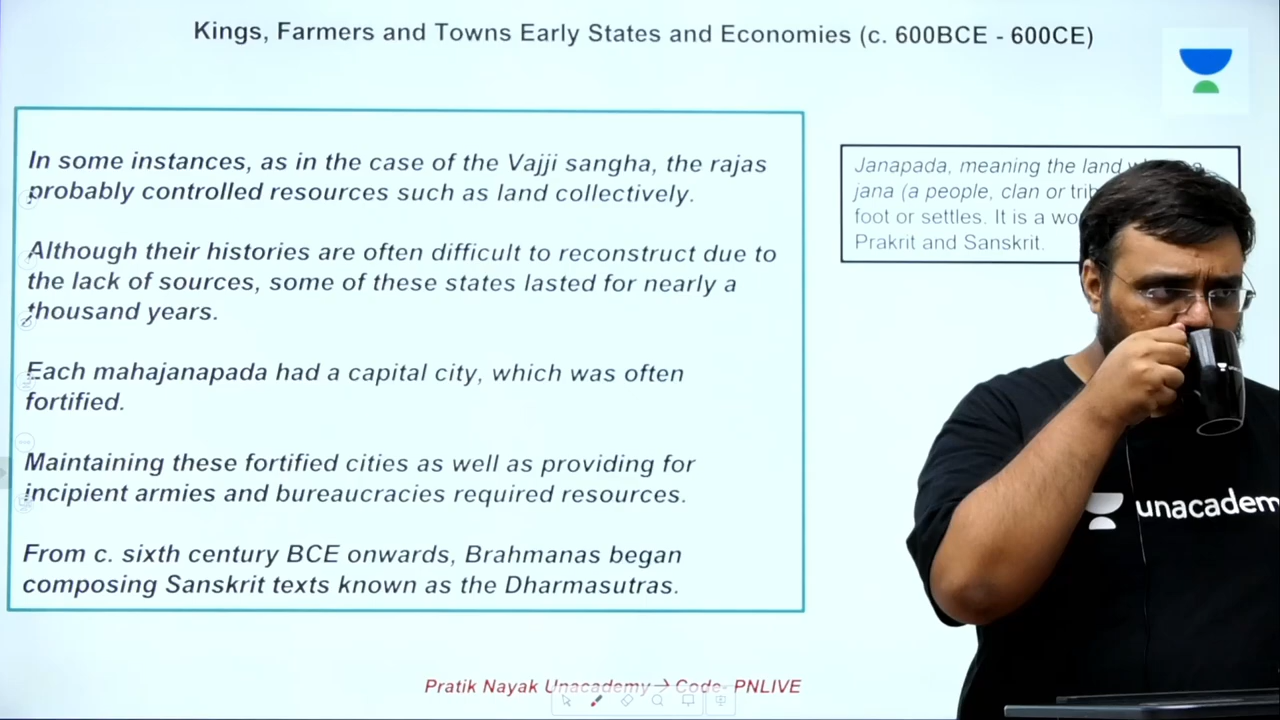 Kings, Farmers and Towns Early States and Economies (c. 600BCE - 600CE)
In some instances, as in the case of the Vajji sangha, the rajas
probably controlled resources such as land collectively.
Although their histories are often difficult to reconstruct due to
the lack of sources, some of these states lasted for nearly a
thousand years.
Each mahajanapada had a capital city, which was often
fortified.
Maintaining these fortified cities as well as providing for
incipient armies and bureaucracies required resources.
From c. sixth century BCE onwards, Brahmanas began
composing Sanskrit texts known as the Dharmasutras.
Janapada, meaning the land
jana (a people, clan or
foot or settles. It is a
Prakrit and Sanskrit.
unacadem
Pratik Nayak Unacademy→ Code- PNLIVE